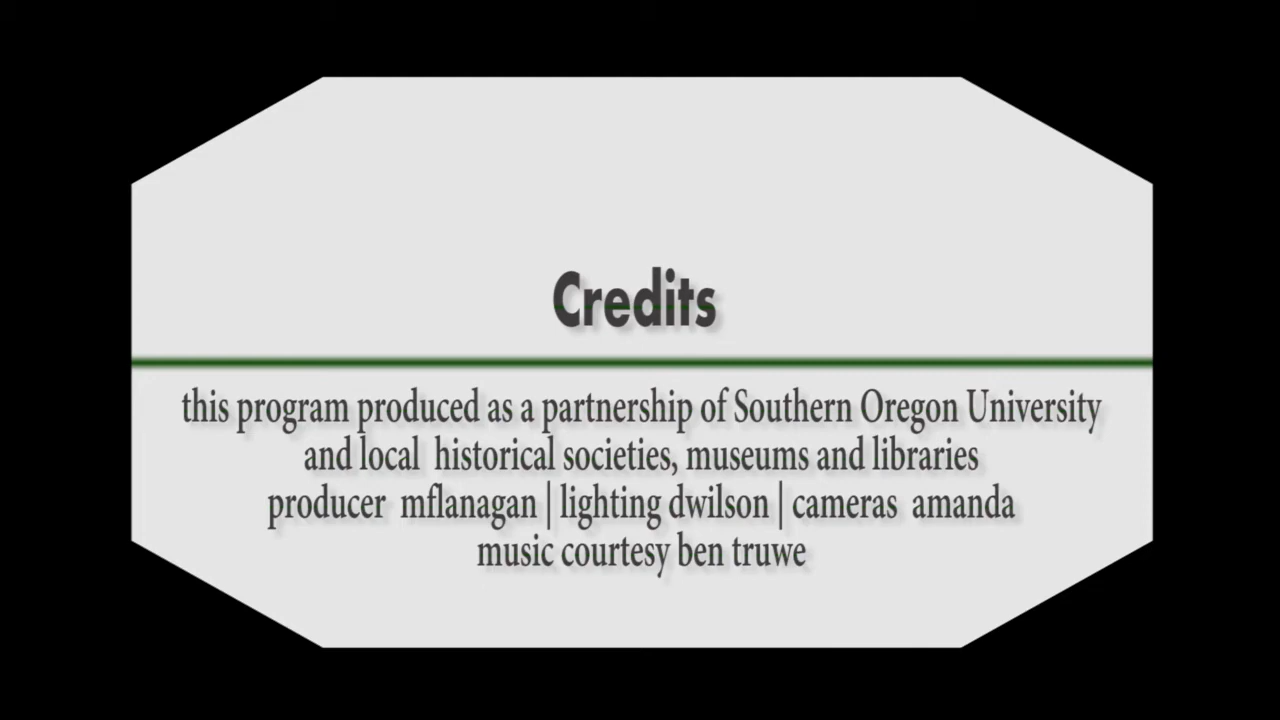 Credits
this program produced as a partnership of Southern Oregon University
and local historical societies, museums and libraries
producer mflanagan | lighting dwilson | cameras amanda
music courtesy ben truwe